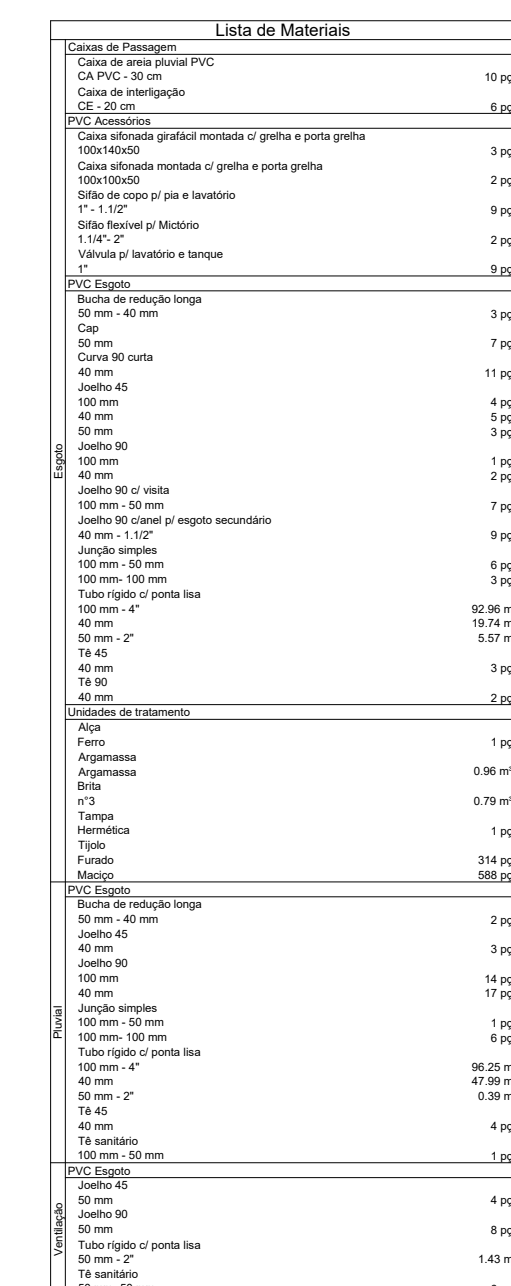 Lista de Materiais
Caixas de Passagem
Caixa de areia pluvial PVC
CA PVC - 30 cm 10 pç
Caixa de interligação
CE - 20 cm 6 pç
PVC Acessórios
Caixa sifonada girafácil montada c/ grelha e porta grelha
100x140x50 3 pç
Caixa sifonada montada c/ grelha e porta grelha
100x100x50 2 pç
Sifão de copo p/ pia e lavatório
1" - 1.1/2" 9 pç
Sifão flexível p/ Mictório
1.1/4"- 2" 2 pç
Válvula p/ lavatório e tanque
1" 9 pç
PVC Esgoto
Bucha de redução longa
50 mm - 40 mm 3 pç
Cap
50 mm 7 pç
Curva 90 curta
40 mm 11 pç
Joelho 45
100 mm 4 pç
40 mm 5 pç
50 mm 3 pç
Joelho 90
100 mm 1 pç
Esgoto
40 mm 2 pç
Joelho 90 c/ visita
100 mm - 50 mm 7 pç
Joelho 90 c/anel p/ esgoto secundário
40 mm - 1.1/2" 9 pç
Junção simples
100 mm - 50 mm 6 pç
100 mm- 100 mm 3 pç
Tubo rígido c/ ponta lisa
100 mm - 4" 92.96 m
40 mm 19.74 m
50 mm - 2" 5.57 m
Tê 45
40 mm 3 pç
Tê 90
40 mm 2 pç
Unidades de tratamento
Alça
Ferro 1 pç
Argamassa
Argamassa 0.96 m³
Brita
n°3 0.79 m³
Tampa
Hermética 1 pç
Tijolo
Furado 314 pç
Maciço 588 pç
PVC Esgoto
Bucha de redução longa
50 mm - 40 mm 2 pç
Joelho 45
40 mm 3 pç
Joelho 90
100 mm 14 pç
40 mm 17 pç
Junção simples
Pluvial
100 mm - 50 mm 1 pç
100 mm- 100 mm 6 pç
Tubo rígido c/ ponta lisa
100 mm - 4" 96.25 m
40 mm 47.99 m
50 mm - 2" 0.39 m
Tê 45
40 mm 4 pç
Tê sanitário
100 mm - 50 mm 1 pç
PVC Esgoto
Joelho 45
50 mm 4 pç
Joelho 90
Ventilação
50 mm 8 pç
Tubo rígido c/ ponta lisa
50 mm - 2" 1.43 m
Tê sanitário